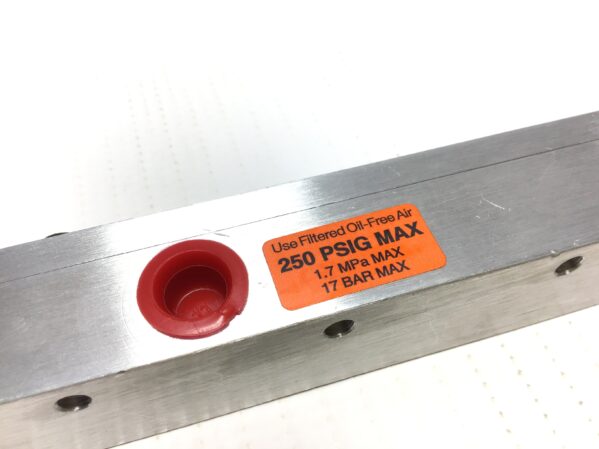 Use Filtered Oil-Free Air
250 PSIG MAX
1.7 MPa MAX
17 BAR MAX